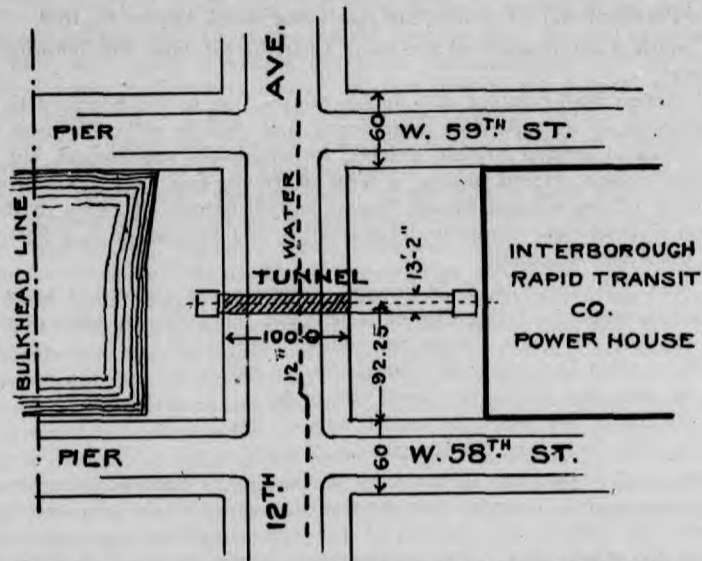 AVE.
PIER
W. 59TH ST.
60
WATER
BULKHEAD LINE
TUNNEL
13'-2"
INTERBOROUGH
RAPID TRANSIT
CO.
POWER HOUSE
100.0
12"
92.25
PIER
W. 58TH ST.
60
12TH